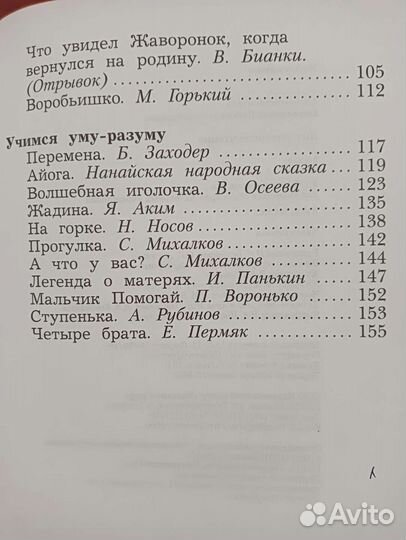 Что увидел Жаворонок, когда
вернулся на родину. В. Бианки.
(Отрывок) 105
Воробьишко. М. Горький 112
Учимся уму-разуму
Перемена. Б. Заходер 117
Айога. Нанайская народная сказка 119
Волшебная иголочка. В. Осеева 123
Жадина. Я. Аким 135
На горке. Н. Носов 138
Прогулка. С. Михалков 142
А что у вас? С. Михалков 144
Легенда о матерях. И. Панькин 147
Мальчик Помогай. П. Воронько 152
Ступенька. А. Рубинов 153
Четыре брата. Е. Пермяк 155
Avito